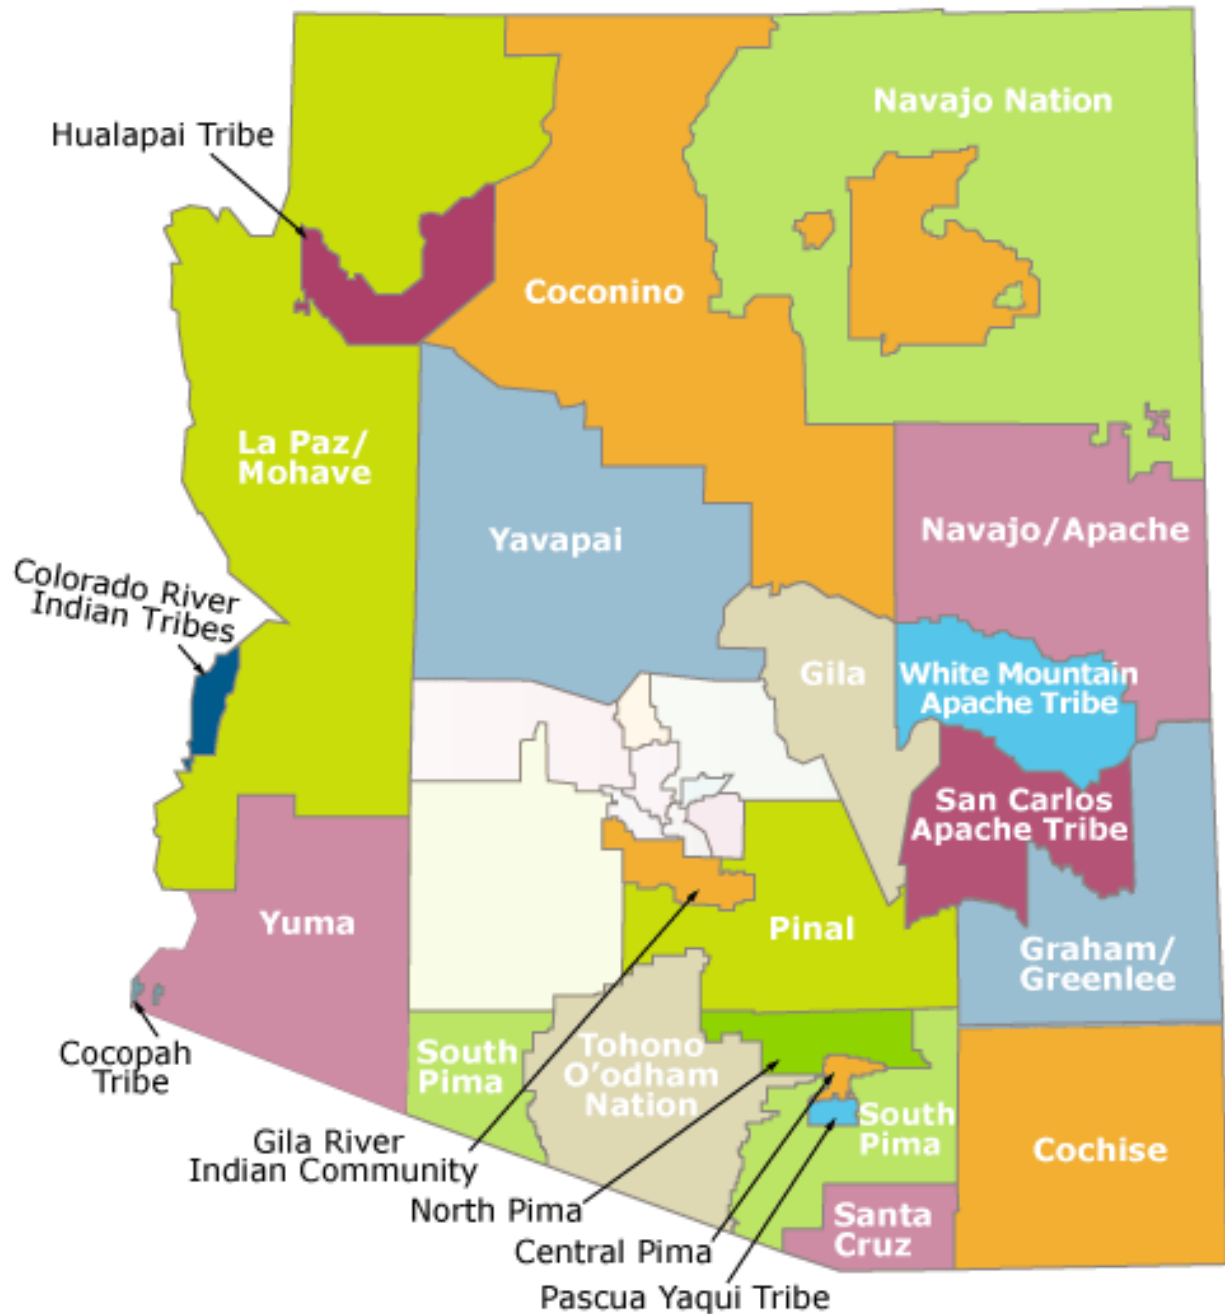 Navajo Nation
Hualapai Tribe
Coconino
La Paz/
Mohave
Navajo/Apache
Yavapai
Colorado River
Indian Tribes
Gila
White Mountain
Apache Tribe
San Carlos
Apache Tribe
Yuma
Pinal
Graham/
Greenlee
Cocopah
Tribe
South
Pima
Tohono
O'odham
Nation
South
Pima
Gila River
Indian Community
Cochise
North Pima
Santa
Cruz
Central Pima
Pascua Yaqui Tribe